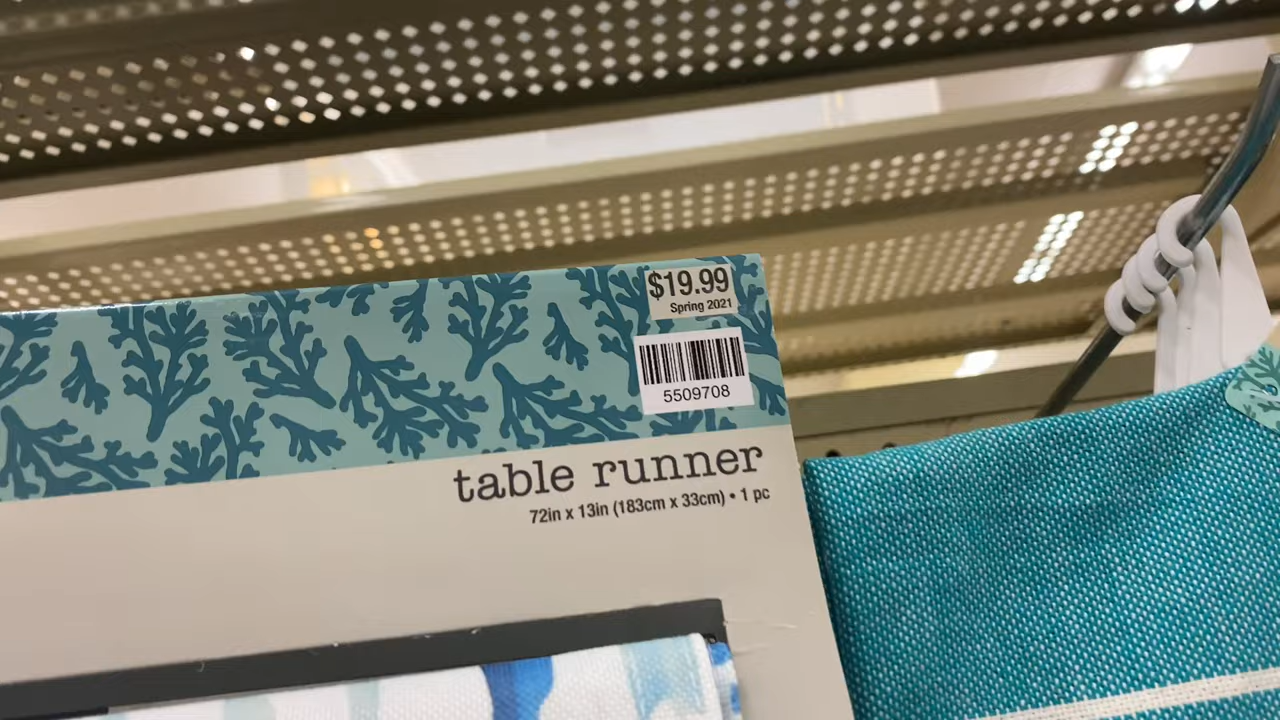 $19.99
Spring 2021
5509708
table runner
72in x 13in (183cm x 33cm) • 1 pc